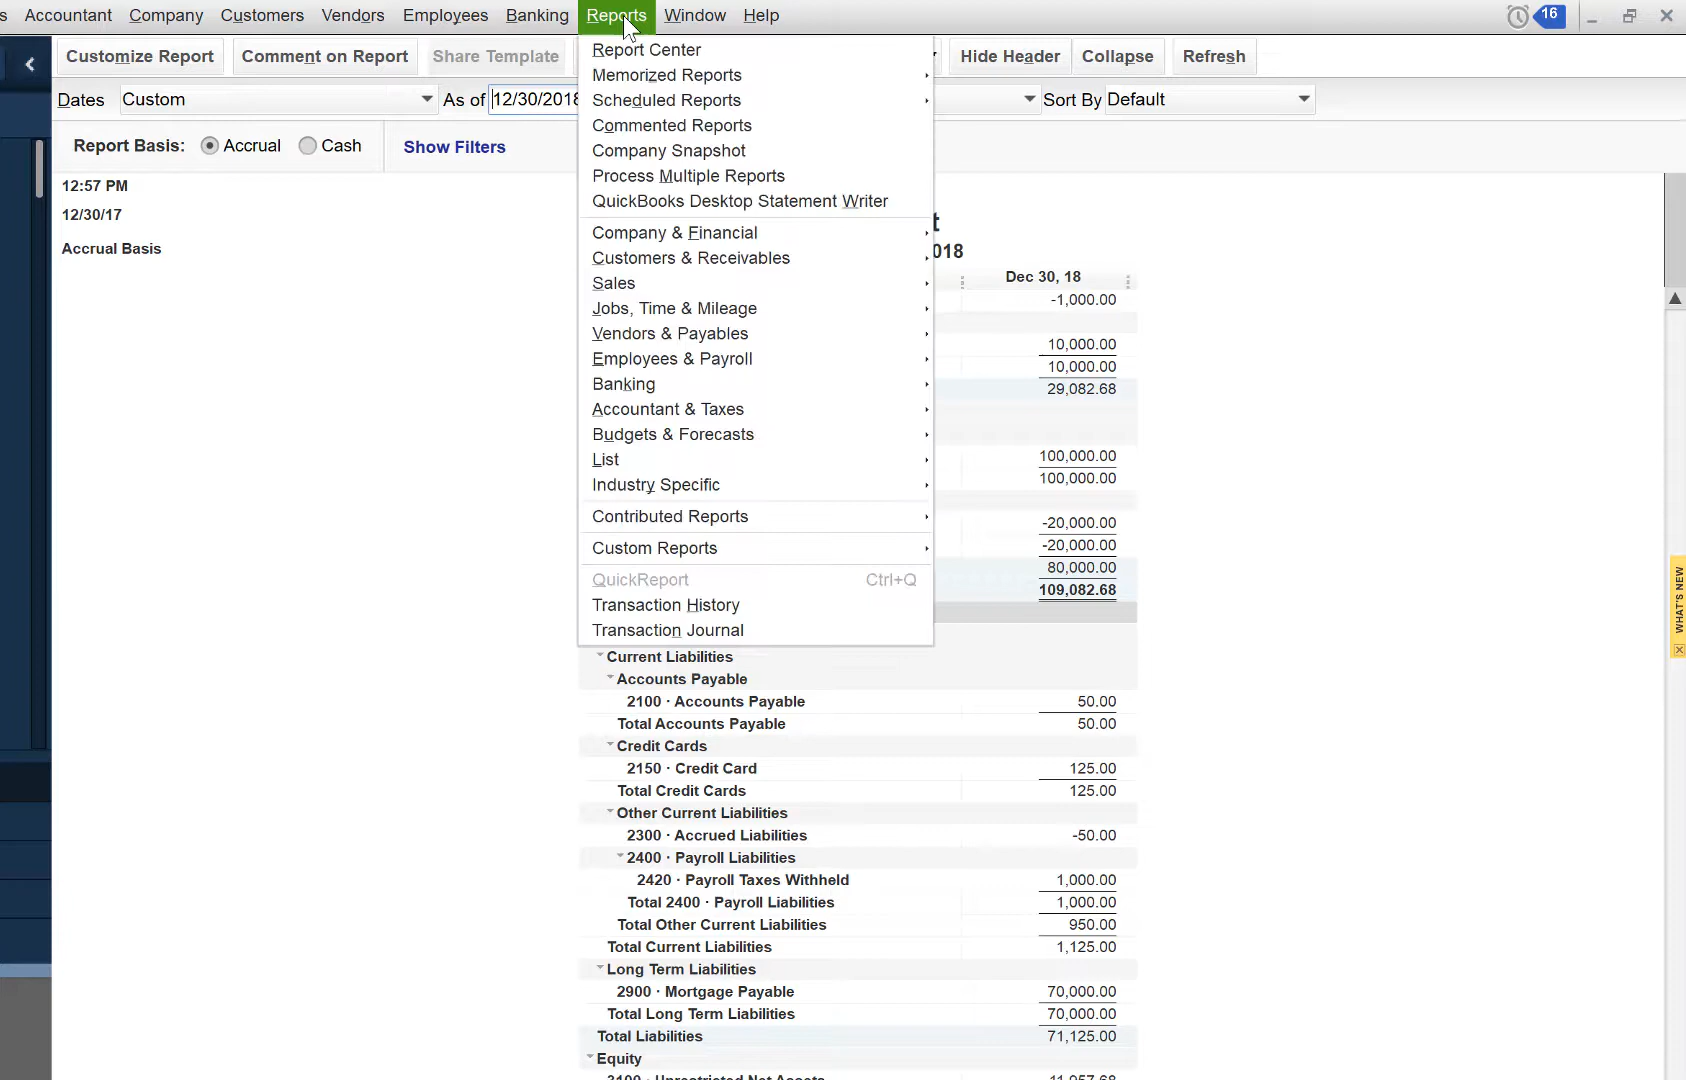 s Accountant Company Customers Vendors Employees Banking Reports Window Help 16
Customize Report Comment on Report Share Template Hide Header Collapse Refresh
Dates Custom As of 12/30/2018 Sort By Default
Report Basis: Accrual Cash Show Filters
12:57 PM
12/30/17
Accrual Basis
Report Center
Memorized Reports
Scheduled Reports
Commented Reports
Company Snapshot
Process Multiple Reports
QuickBooks Desktop Statement Writer
Company & Financial
Customers & Receivables
Sales
Jobs, Time & Mileage
Vendors & Payables
Employees & Payroll
Banking
Accountant & Taxes
Budgets & Forecasts
List
Industry Specific
Contributed Reports
Custom Reports
QuickReport Ctrl+Q
Transaction History
Transaction Journal
t
018
Dec 30, 18
-1,000.00
10,000.00
10,000.00
29,082.68
100,000.00
100,000.00
-20,000.00
-20,000.00
80,000.00
109,082.68
Current Liabilities
Accounts Payable
2100 · Accounts Payable 50.00
Total Accounts Payable 50.00
Credit Cards
2150 · Credit Card 125.00
Total Credit Cards 125.00
Other Current Liabilities
2300 · Accrued Liabilities -50.00
2400 · Payroll Liabilities
2420 · Payroll Taxes Withheld 1,000.00
Total 2400 · Payroll Liabilities 1,000.00
Total Other Current Liabilities 950.00
Total Current Liabilities 1,125.00
Long Term Liabilities
2900 · Mortgage Payable 70,000.00
Total Long Term Liabilities 70,000.00
Total Liabilities 71,125.00
Equity
3100 · Unrestricted Net Assets 11,957.68
WHAT'S NEW